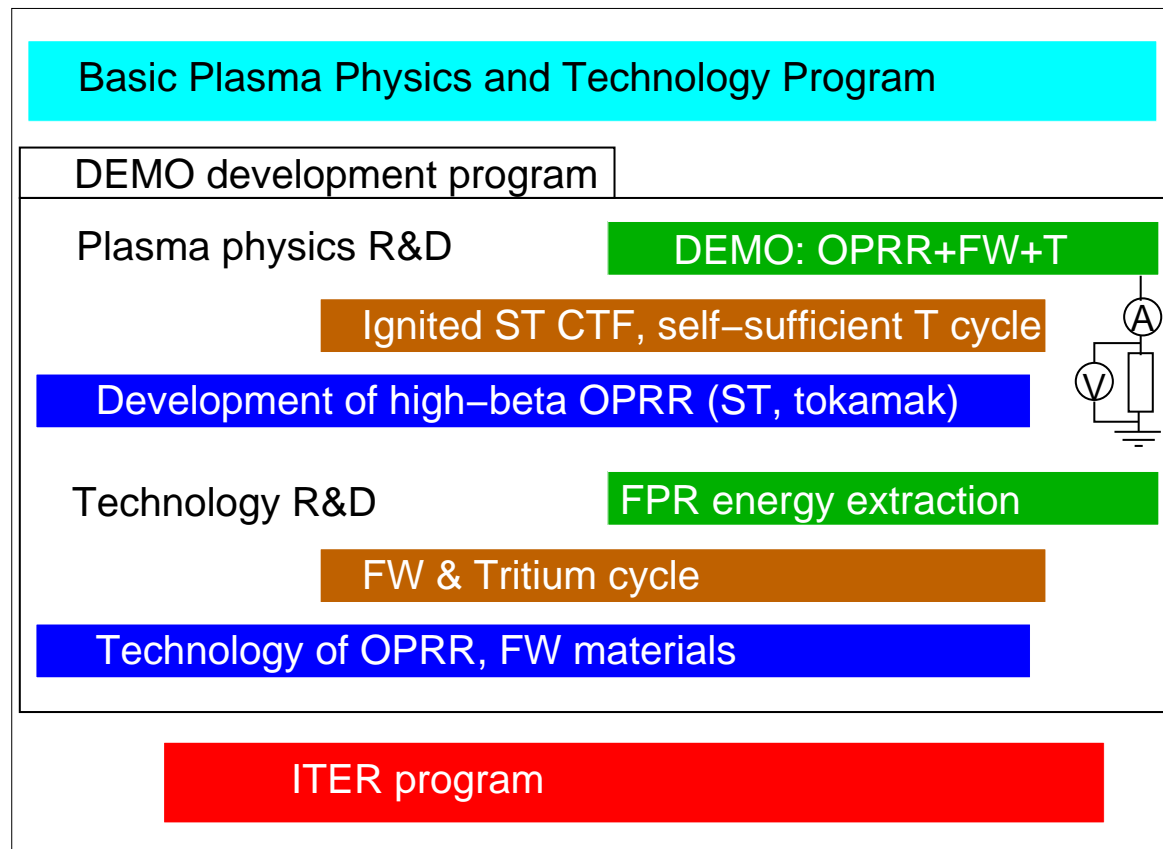 Basic Plasma Physics and Technology Program
DEMO development program
Plasma physics R&D
DEMO: OPRR+FW+T
Ignited ST CTF, self−sufficient T cycle
A
V
Development of high−beta OPRR (ST, tokamak)
Technology R&D
FPR energy extraction
FW & Tritium cycle
Technology of OPRR, FW materials
ITER program